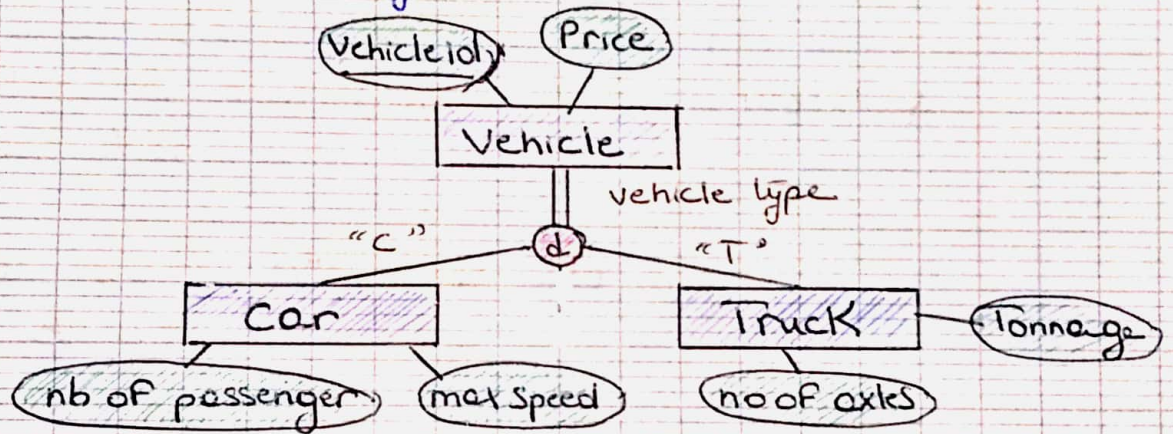 Vehicleid Price
Vehicle
vehicle type
"C" d "T"
Car Truck Tonnage
nb of passenger max speed no of axles